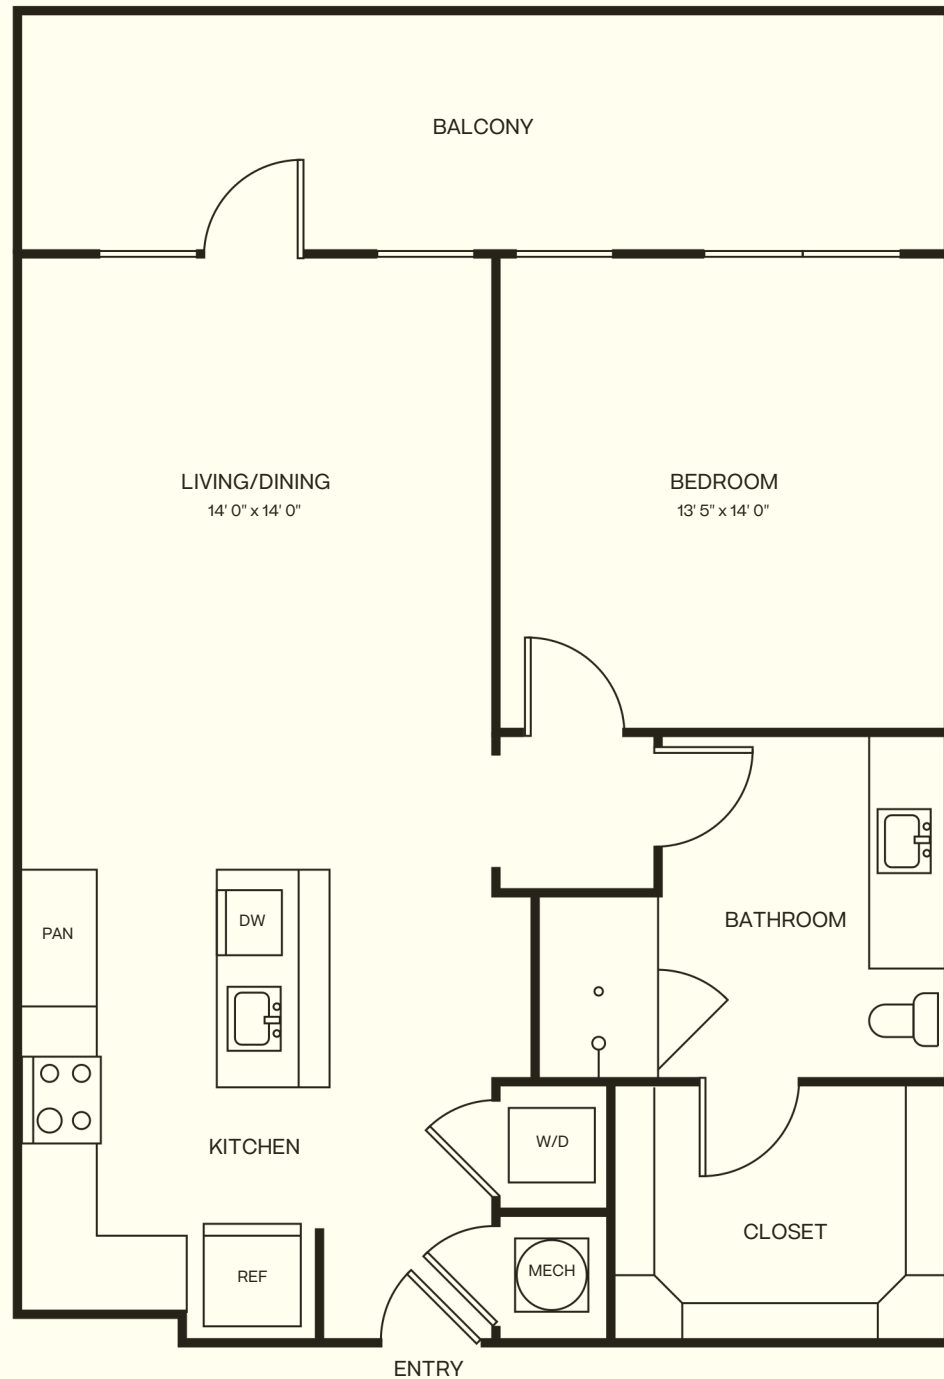 BALCONY
LIVING/DINING
14' 0" x 14' 0"
BEDROOM
13' 5" x 14' 0"
PAN
DW
BATHROOM
KITCHEN
W/D
CLOSET
REF
MECH
ENTRY